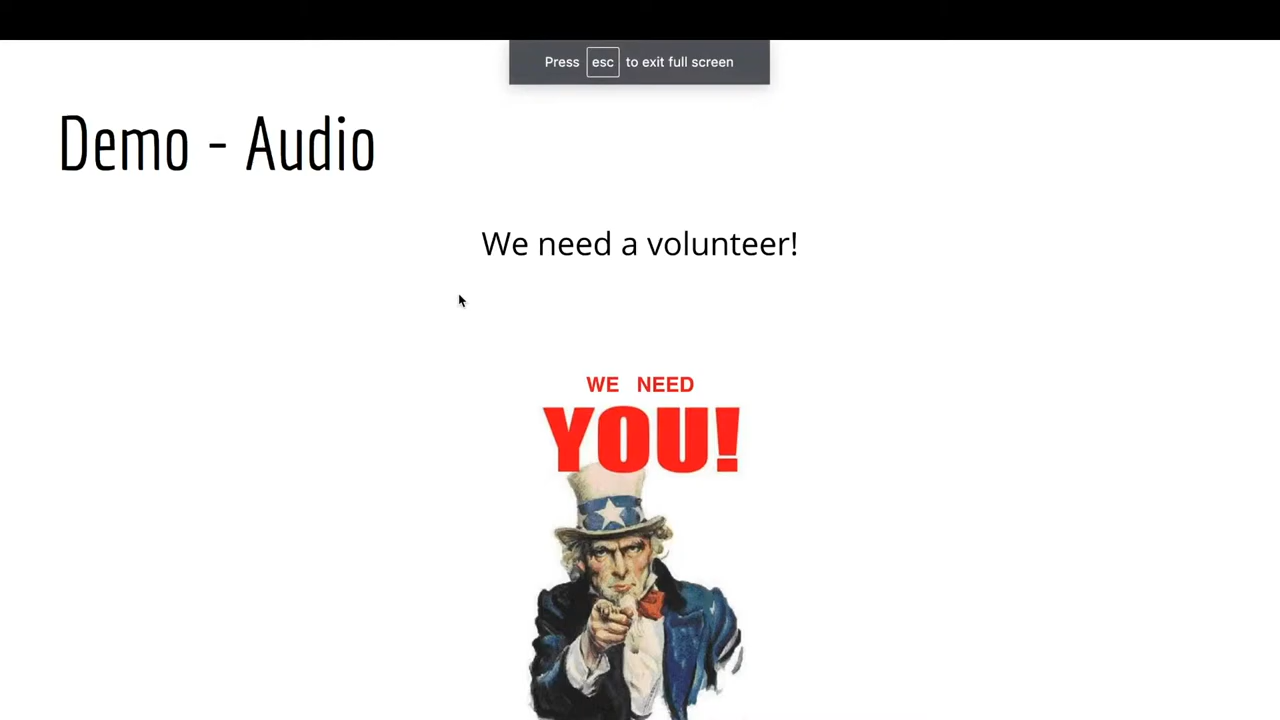 Press esc to exit full screen
Demo - Audio
We need a volunteer!
WE NEED
YOU!